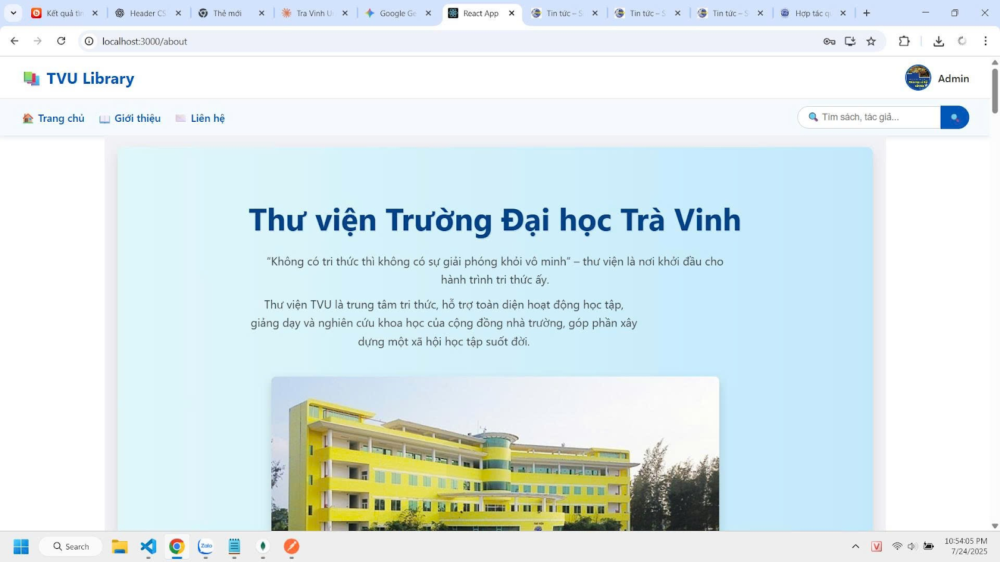 Kết quả tìn
Header CS
Thẻ mới
Tra Vinh U
Google Ge
React App
Tin tức – S
Tin tức – S
Tin tức – S
Hợp tác q
localhost:3000/about
TVU Library
Admin
Trang chủ
Giới thiệu
Liên hệ
Tìm sách, tác giả...
Thư viện Trường Đại học Trà Vinh
“Không có tri thức thì không có sự giải phóng khỏi vô minh” – thư viện là nơi khởi đầu cho
hành trình tri thức ấy.
Thư viện TVU là trung tâm tri thức, hỗ trợ toàn diện hoạt động học tập,
giảng dạy và nghiên cứu khoa học của cộng đồng nhà trường, góp phần xây
dựng một xã hội học tập suốt đời.
THƯ VIỆN
Search
Zalo
V
10:54:05 PM
7/24/2025